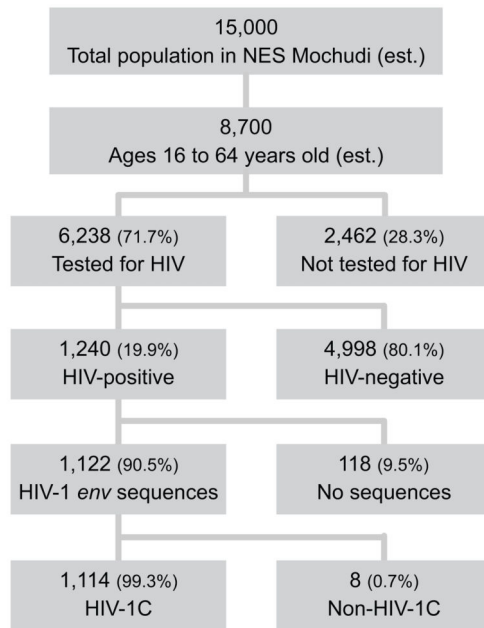 15,000
Total population in NES Mochudi (est.)
8,700
Ages 16 to 64 years old (est.)
6,238 (71.7%)
Tested for HIV
2,462 (28.3%)
Not tested for HIV
1,240 (19.9%)
HIV-positive
4,998 (80.1%)
HIV-negative
1,122 (90.5%)
HIV-1 env sequences
118 (9.5%)
No sequences
1,114 (99.3%)
HIV-1C
8 (0.7%)
Non-HIV-1C